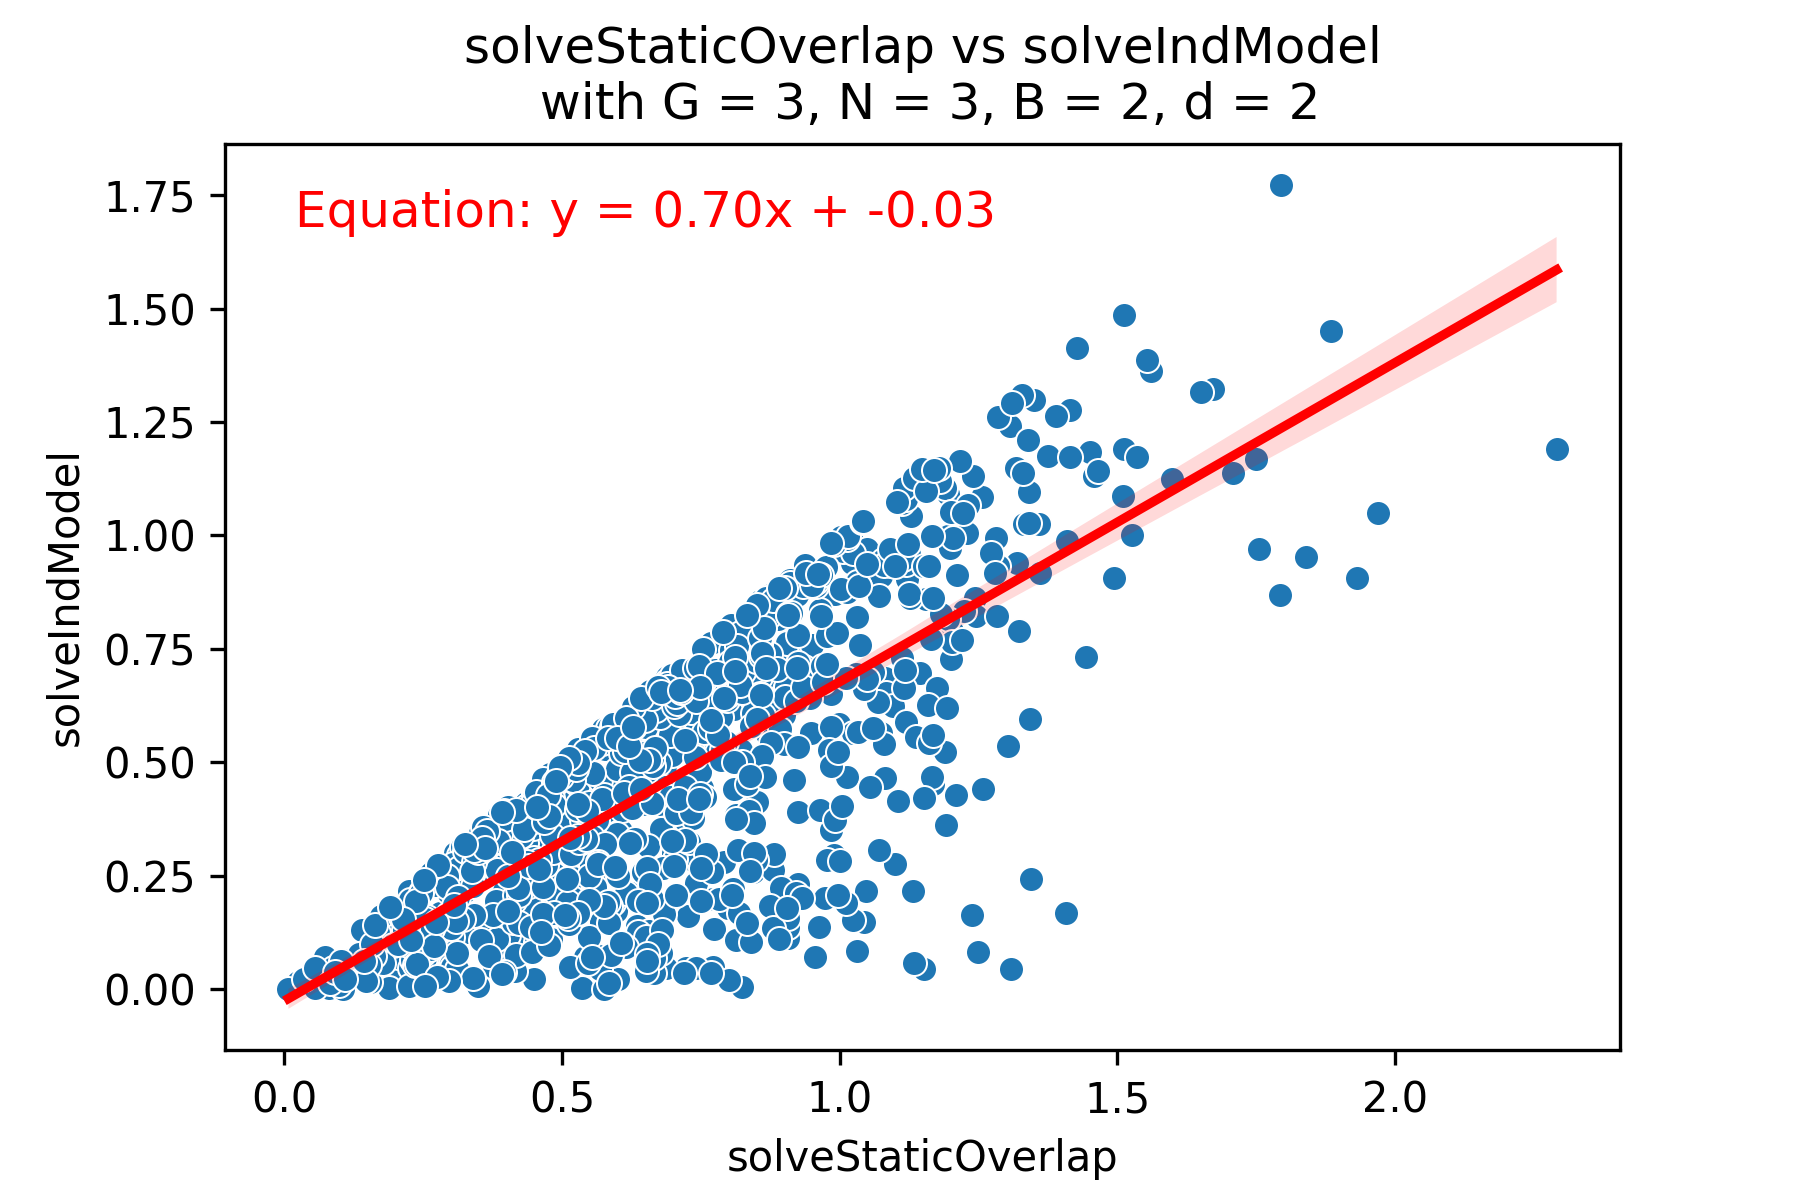 solveStaticOverlap vs solveIndModel
with G = 3, N = 3, B = 2, d = 2
Equation: y = 0.70x + -0.03
1.75
1.50
1.25
1.00
0.75
0.50
0.25
0.00
solveIndModel
0.0 0.5 1.0 1.5 2.0
solveStaticOverlap